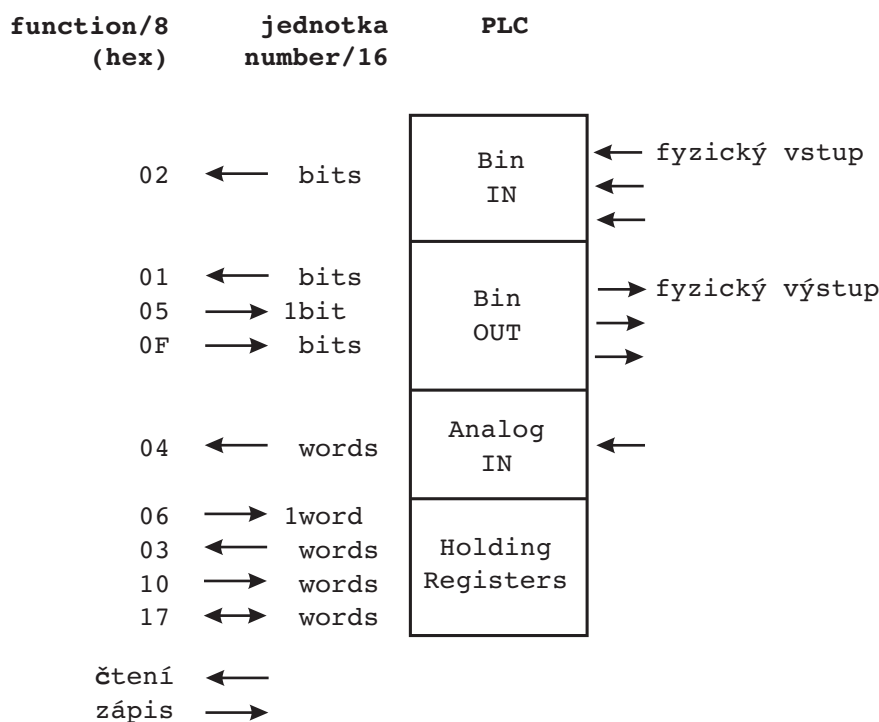 function/8 jednotka PLC
(hex) number/16
Bin fyzický vstup
02 bits
IN
01 bits fyzický výstup
Bin
05 1bit
OUT
0F bits
Analog
04 words
IN
06 1word
03 words Holding
10 words Registers
17 words
čtení
zápis